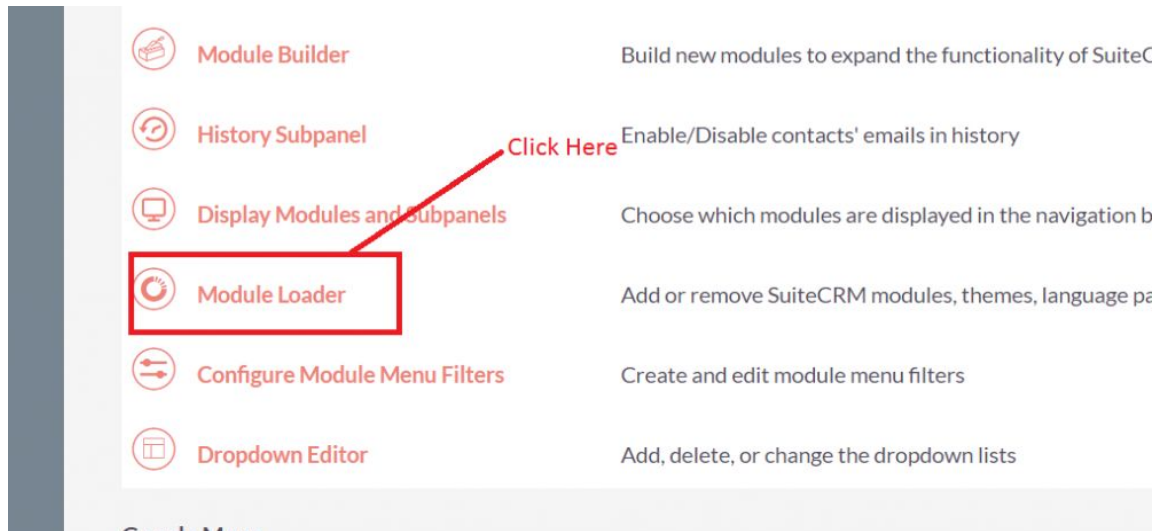 Module Builder Build new modules to expand the functionality of
History Subpanel Enable/Disable contacts' emails in history
Click Here
Display Modules and Subpanels Choose which modules are displayed in the navigation
Module Loader Add or remove SuiteCRM modules, themes, language
Configure Module Menu Filters Create and edit module menu filters
Dropdown Editor Add, delete, or change the dropdown lists